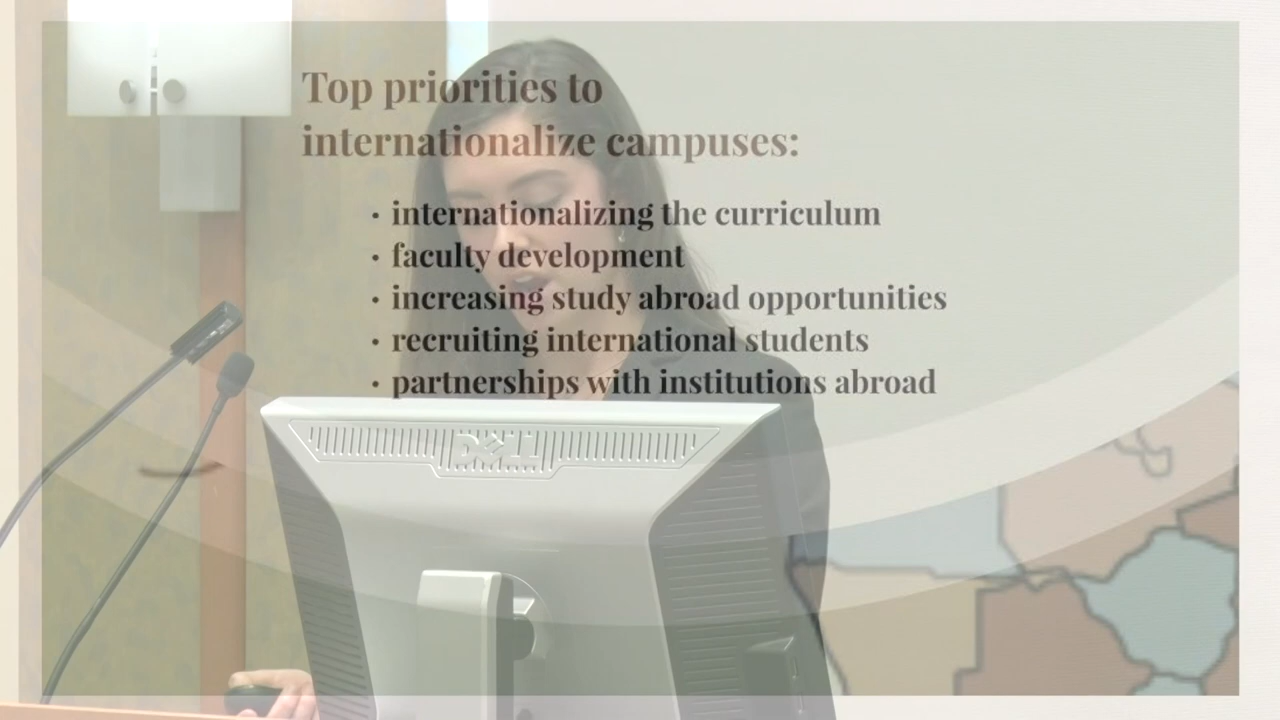 Top priorities to
internationalize campuses:
• internationalizing the curriculum
• faculty development
• increasing study abroad opportunities
• recruiting international students
• partnerships with institutions abroad
DELL